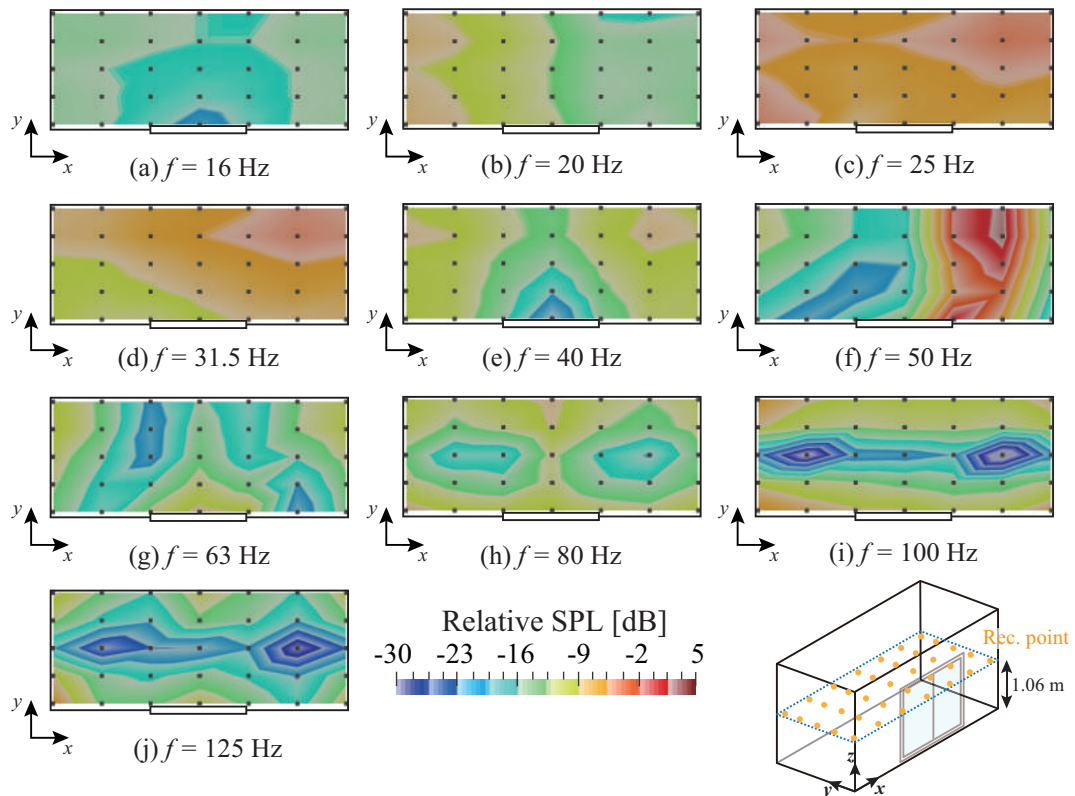 y
x
y
x
y
x
(a) f = 16 Hz
(b) f = 20 Hz
(c) f = 25 Hz
y
x
y
x
y
x
(d) f = 31.5 Hz
(e) f = 40 Hz
(f) f = 50 Hz
y
x
y
x
y
x
(g) f = 63 Hz
(h) f = 80 Hz
(i) f = 100 Hz
y
x
(j) f = 125 Hz
Relative SPL [dB]
-30 -23 -16 -9 -2 5
Rec. point
1.06 m
z
y
x